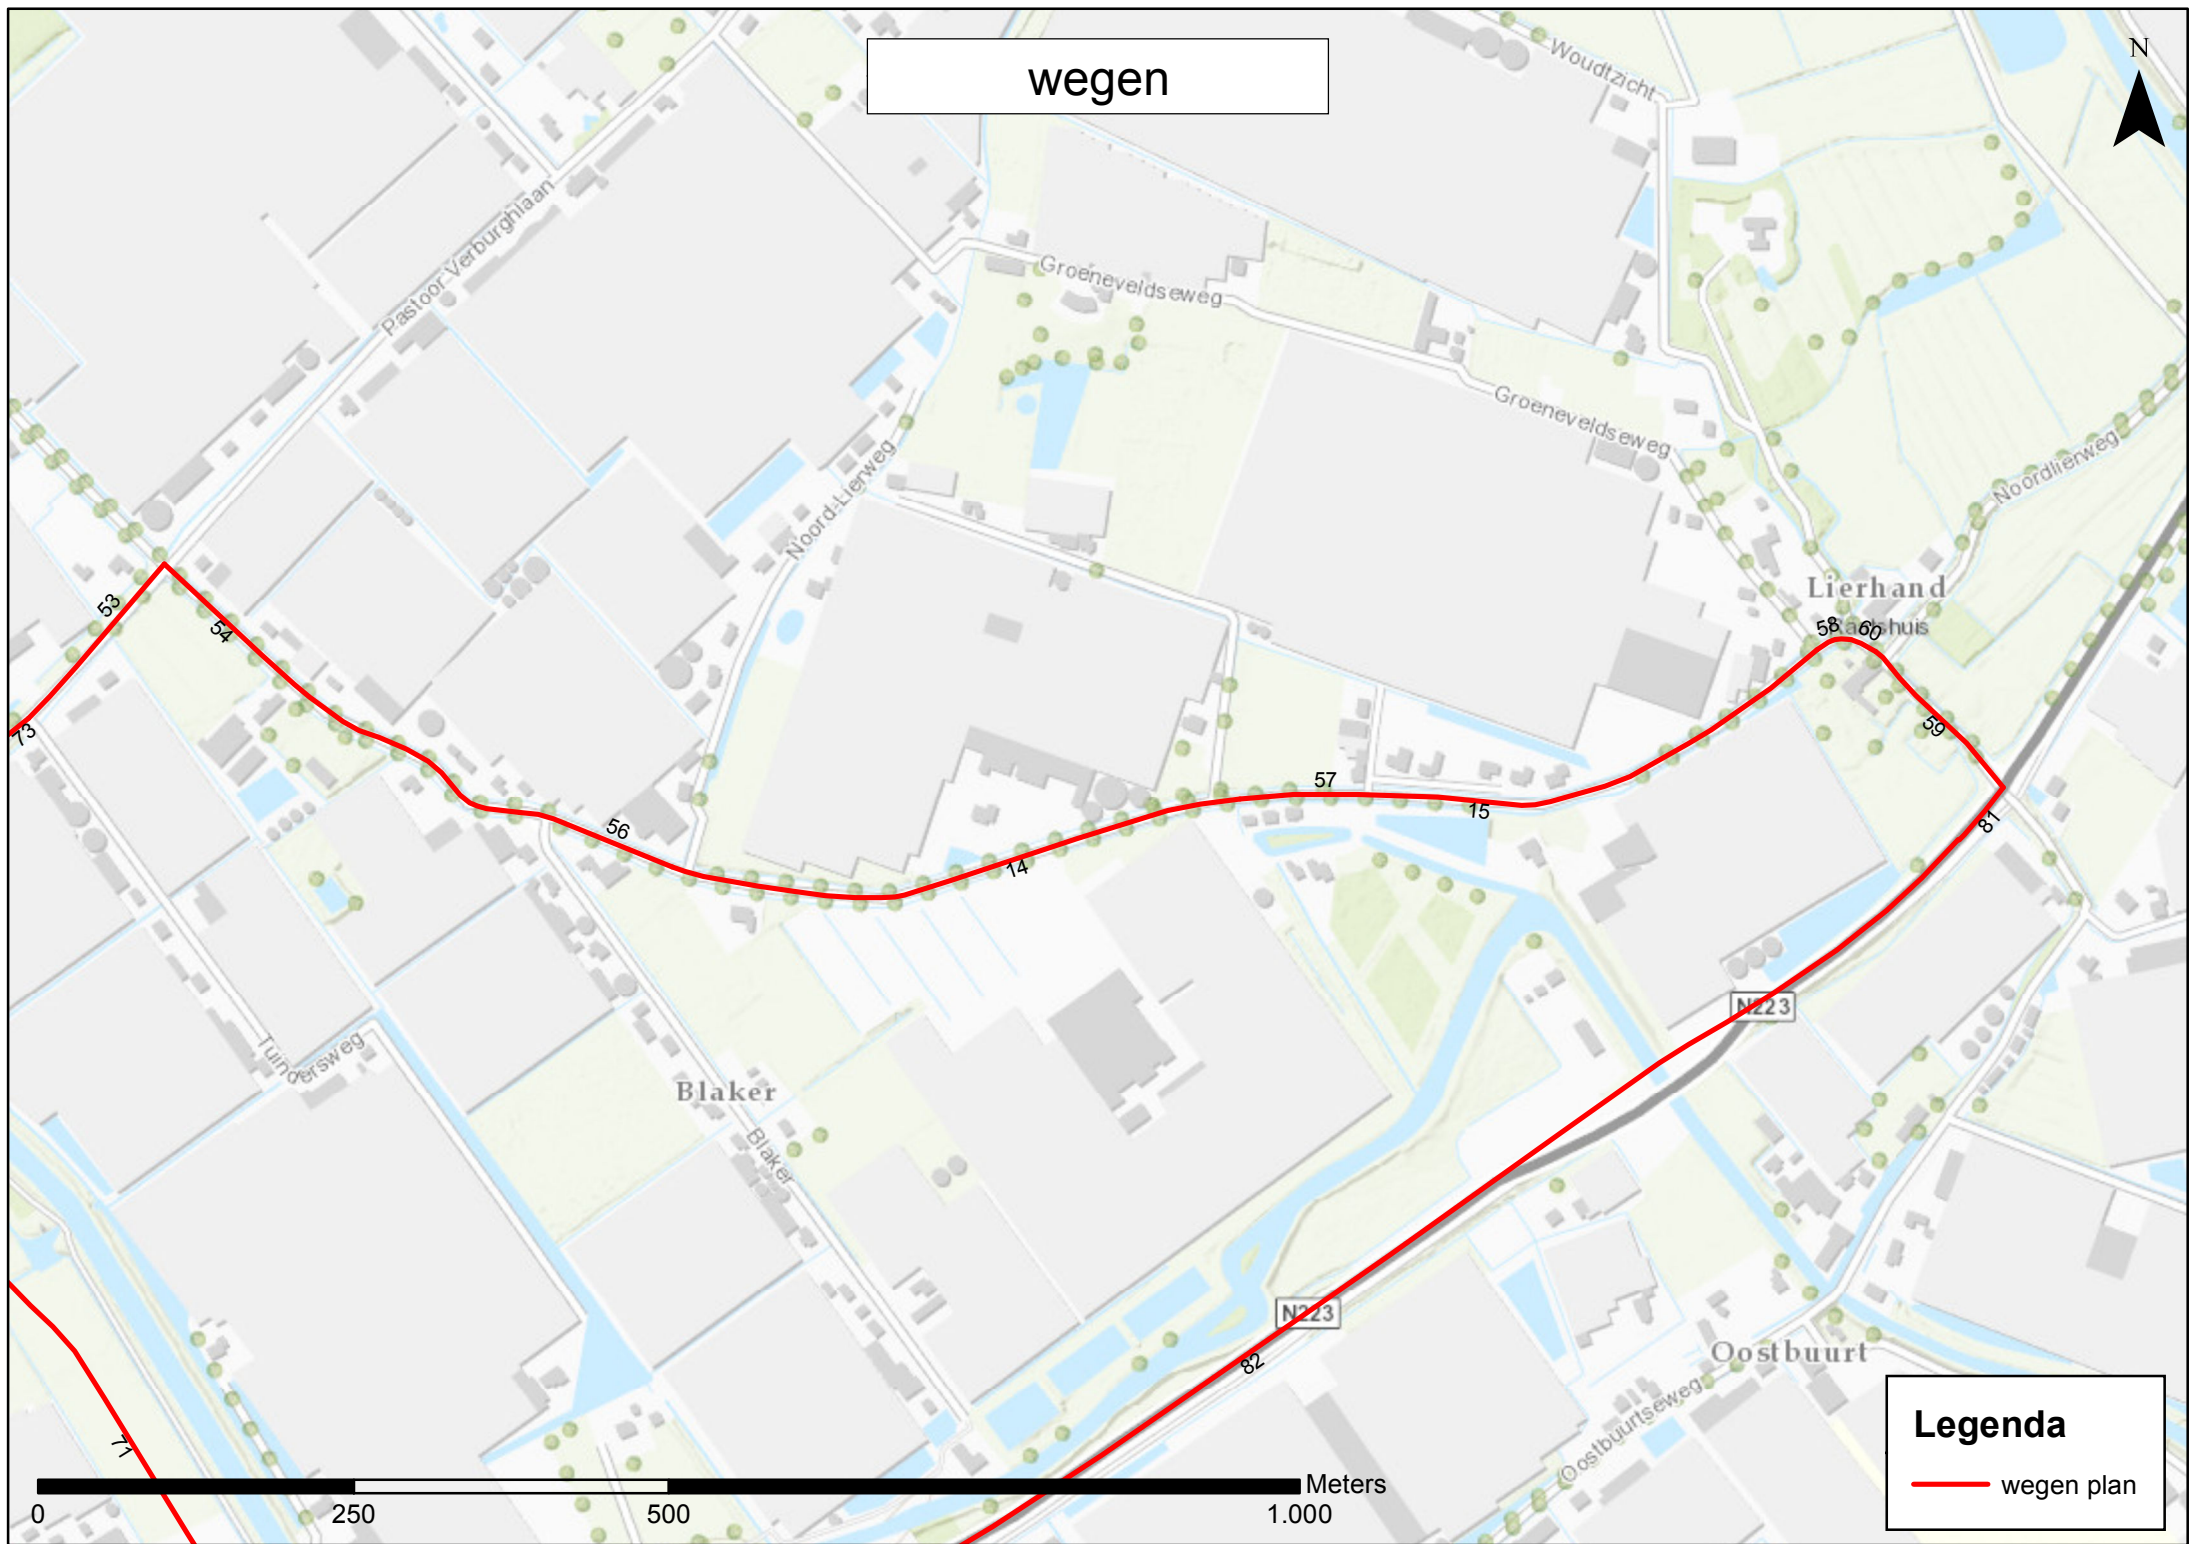 wegen
N
Woudtzicht
Pastoor Verburghlaan
Groeneveldseweg
Groeneveldseweg
Noord-Lierweg
Noordlierweg
Lierhand
Raadshuis
58
60
53
54
73
59
57
15
56
14
81
N223
Tuindersweg
Blaker
Blaker
N223
82
Oostbuurt
Oostbuurtseweg
71
Legenda
wegen plan
Meters
0
250
500
1.000